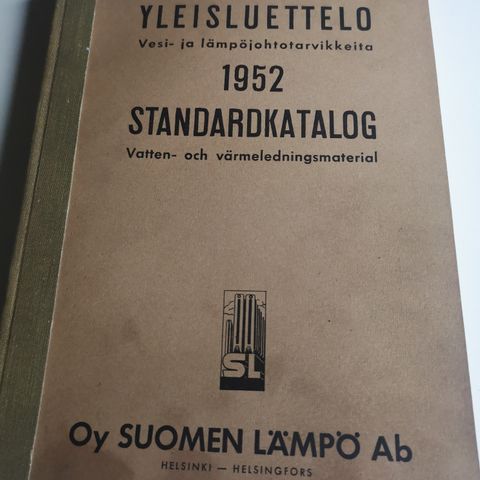 YLEISLUETTELO
Vesi- ja lämpöjohtotarvikkeita
1952
STANDARDKATALOG
Vatten- och värmeledningsmaterial
SL
Oy SUOMEN LÄMPÖ Ab
HELSINKI — HELSINGFORS